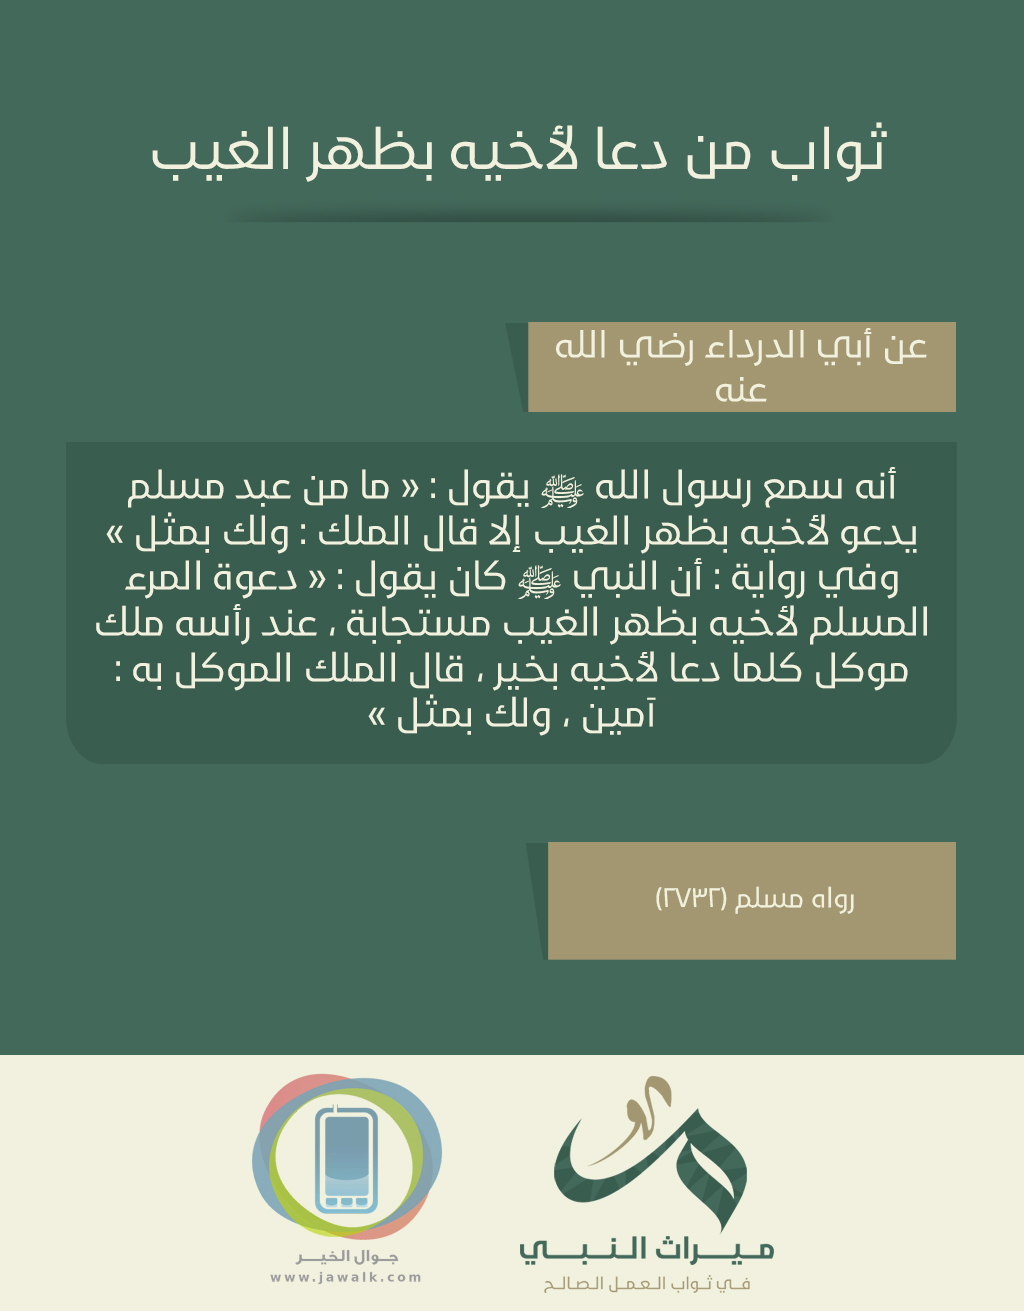 ثواب من دعا لأخيه بظهر الغيب
عن أبي الدرداء رضي الله
عنه
أنه سمع رسول الله ﷺ يقول : « ما من عبد مسلم
يدعو لأخيه بظهر الغيب إلا قال الملك : ولك بمثل »
وفي رواية : أن النبي ﷺ كان يقول : « دعوة المرء
المسلم لأخيه بظهر الغيب مستجابة ، عند رأسه ملك
موكل كلما دعا لأخيه بخير ، قال الملك الموكل به :
آمين ، ولك بمثل »
رواه مسلم (٢٧٣٢)
ميراث النبي
في ثواب العمل الصالح
جوال الخير
www.jawalk.com